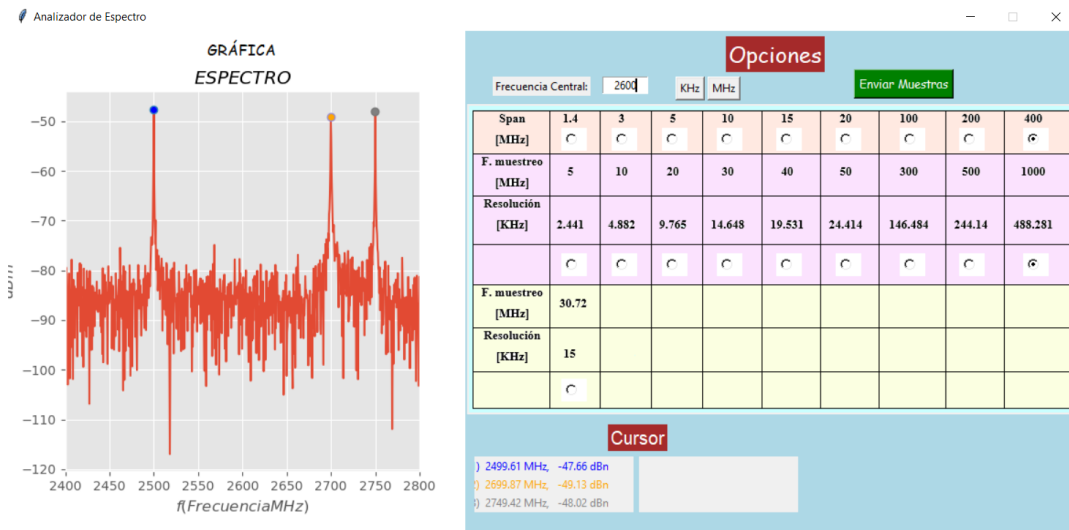 Analizador de Espectro
GRÁFICA
ESPECTRO
−50
−60
−70
−80
−90
−100
−110
−120
dBm
2400 2450 2500 2550 2600 2650 2700 2750 2800
f(FrecuenciaMHz)
Opciones
Frecuencia Central: 2600 KHz MHz Enviar Muestras
Span [MHz] 1.4 3 5 10 15 20 100 200 400
F. muestreo [MHz] 5 10 20 30 40 50 300 500 1000
Resolución [KHz] 2.441 4.882 9.765 14.648 19.531 24.414 146.484 244.14 488.281
F. muestreo [MHz] 30.72
Resolución [KHz] 15
Cursor
) 2499.61 MHz, -47.66 dBn
) 2699.87 MHz, -49.13 dBn
) 2749.42 MHz, -48.02 dBn